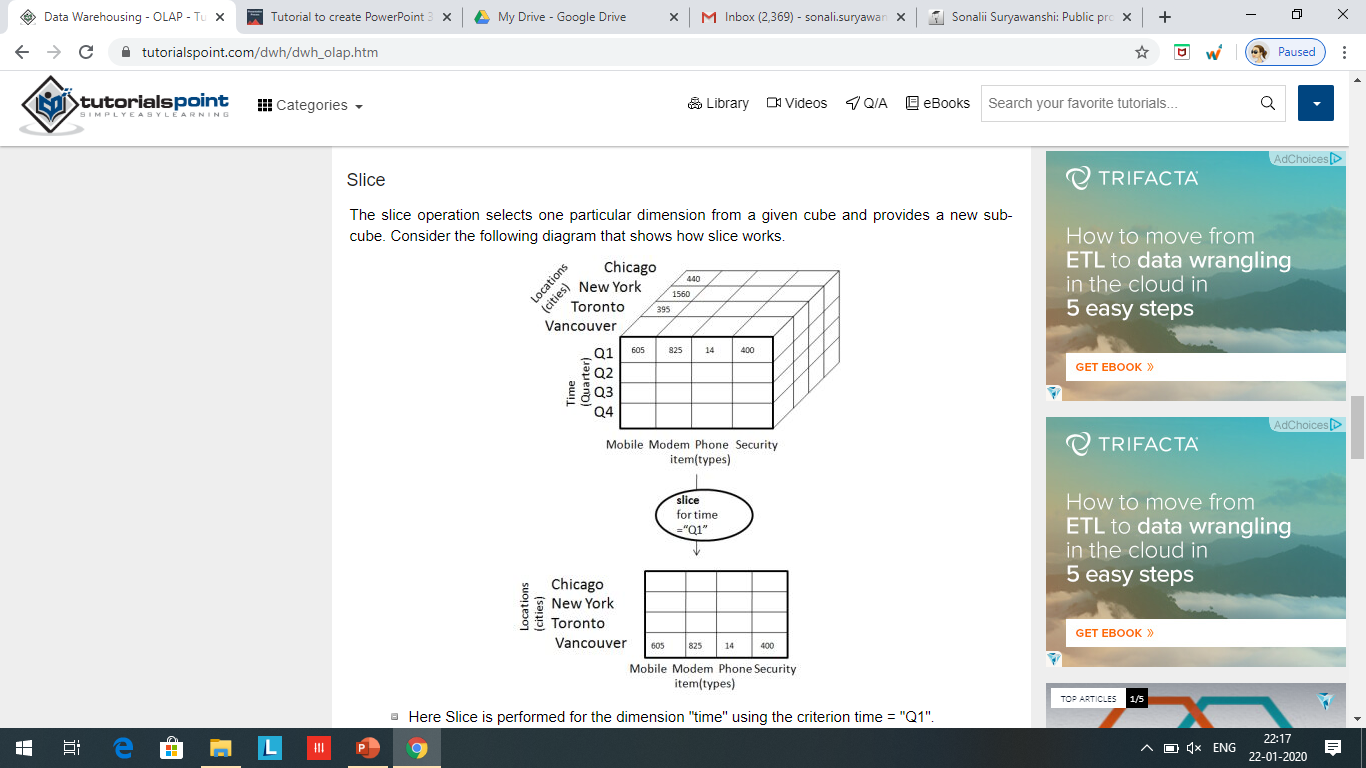 Data Warehousing - OLAP - Tu
Tutorial to create PowerPoint 3
My Drive - Google Drive
Inbox (2,369) - sonali.suryawan
Sonalii Suryawanshi: Public pro
tutorialspoint.com/dwh/dwh_olap.htm
Paused
tutorialspoint
SIMPLYEASYLEARNING
Categories
Library
Videos
Q/A
eBooks
Search your favorite tutorials...
Slice
The slice operation selects one particular dimension from a given cube and provides a new sub-
cube. Consider the following diagram that shows how slice works.
Locations
(cities)
Chicago
New York
Toronto
Vancouver
440
1560
395
Time
(Quarter)
Q1
Q2
Q3
Q4
605 825 14 400
Mobile Modem Phone Security
item(types)
slice
for time
="Q1"
Locations
(cities)
Chicago
New York
Toronto
Vancouver
605 825 14 400
Mobile Modem Phone Security
item(types)
Here Slice is performed for the dimension "time" using the criterion time = "Q1".
AdChoices
TRIFACTA
How to move from
ETL to data wrangling
in the cloud in
5 easy steps
GET EBOOK »
AdChoices
TRIFACTA
How to move from
ETL to data wrangling
in the cloud in
5 easy steps
GET EBOOK »
TOP ARTICLES 1/5
L
ENG
22:17
22-01-2020